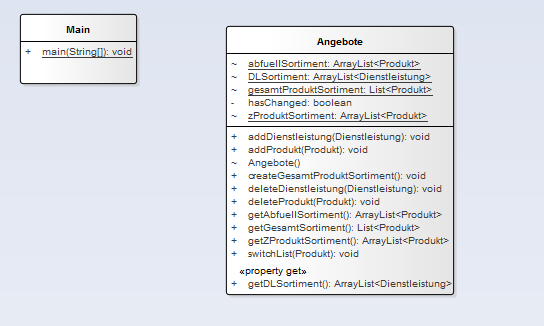 Main
+ main(String[]): void
Angebote
~ abfuellSortiment: ArrayList<Produkt>
~ DLSortiment: ArrayList<Dienstleistung>
~ gesamtProduktSortiment: List<Produkt>
- hasChanged: boolean
~ zProduktSortiment: ArrayList<Produkt>
+ addDienstleistung(Dienstleistung): void
+ addProdukt(Produkt): void
~ Angebote()
+ createGesamtProduktSortiment(): void
+ deleteDienstleistung(Dienstleistung): void
+ deleteProdukt(Produkt): void
+ getAbfuellSortiment(): ArrayList<Produkt>
+ getGesamtSortiment(): List<Produkt>
+ getZProduktSortiment(): ArrayList<Produkt>
+ switchList(Produkt): void
«property get»
+ getDLSortiment(): ArrayList<Dienstleistung>